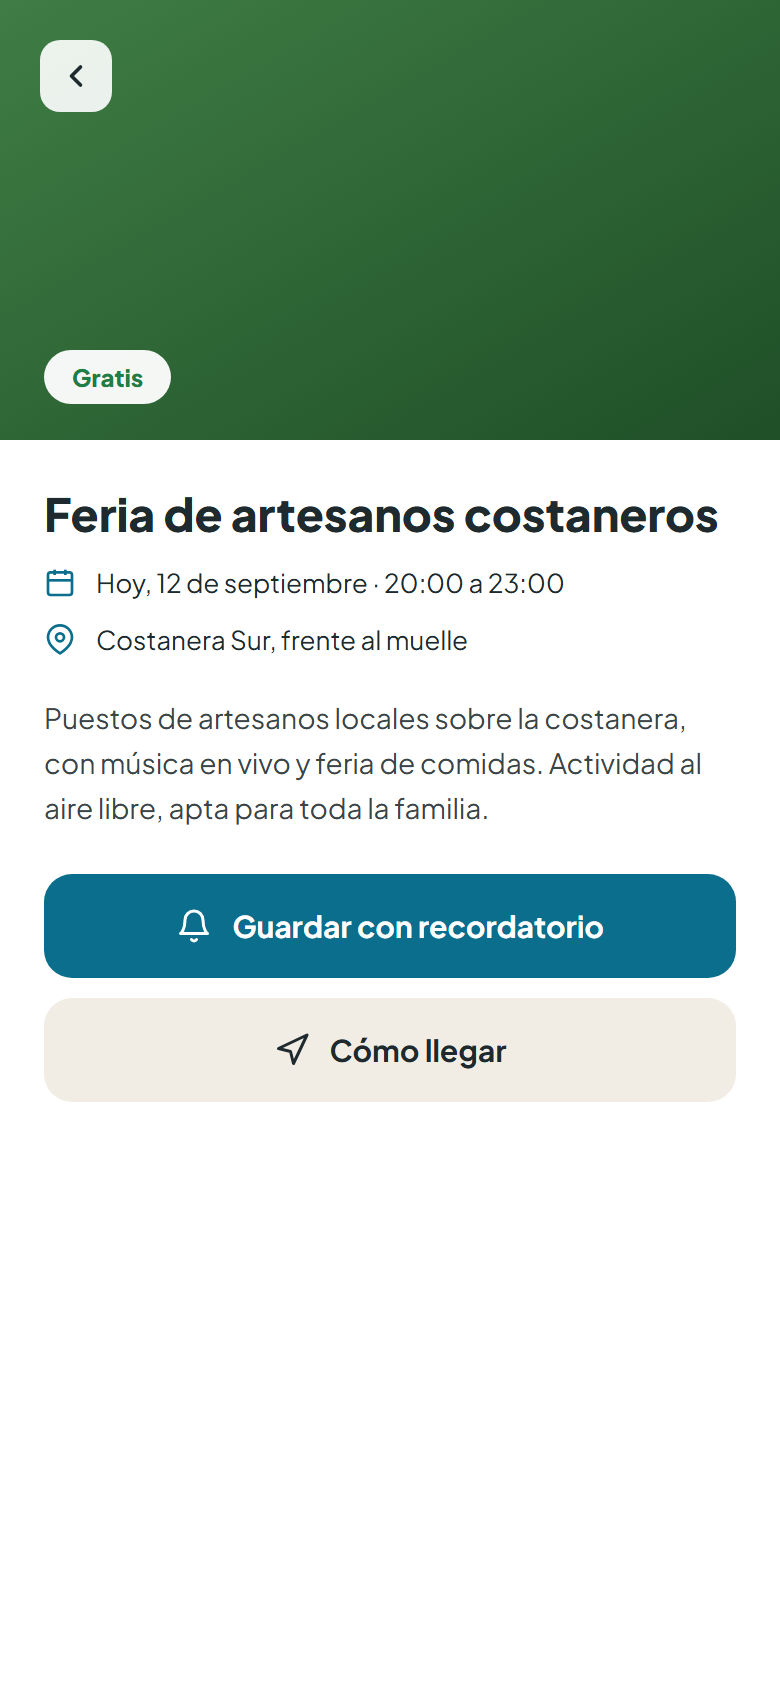 Gratis
Feria de artesanos costaneros
Hoy, 12 de septiembre · 20:00 a 23:00
Costanera Sur, frente al muelle
Puestos de artesanos locales sobre la costanera,
con música en vivo y feria de comidas. Actividad al
aire libre, apta para toda la familia.
Guardar con recordatorio
Cómo llegar